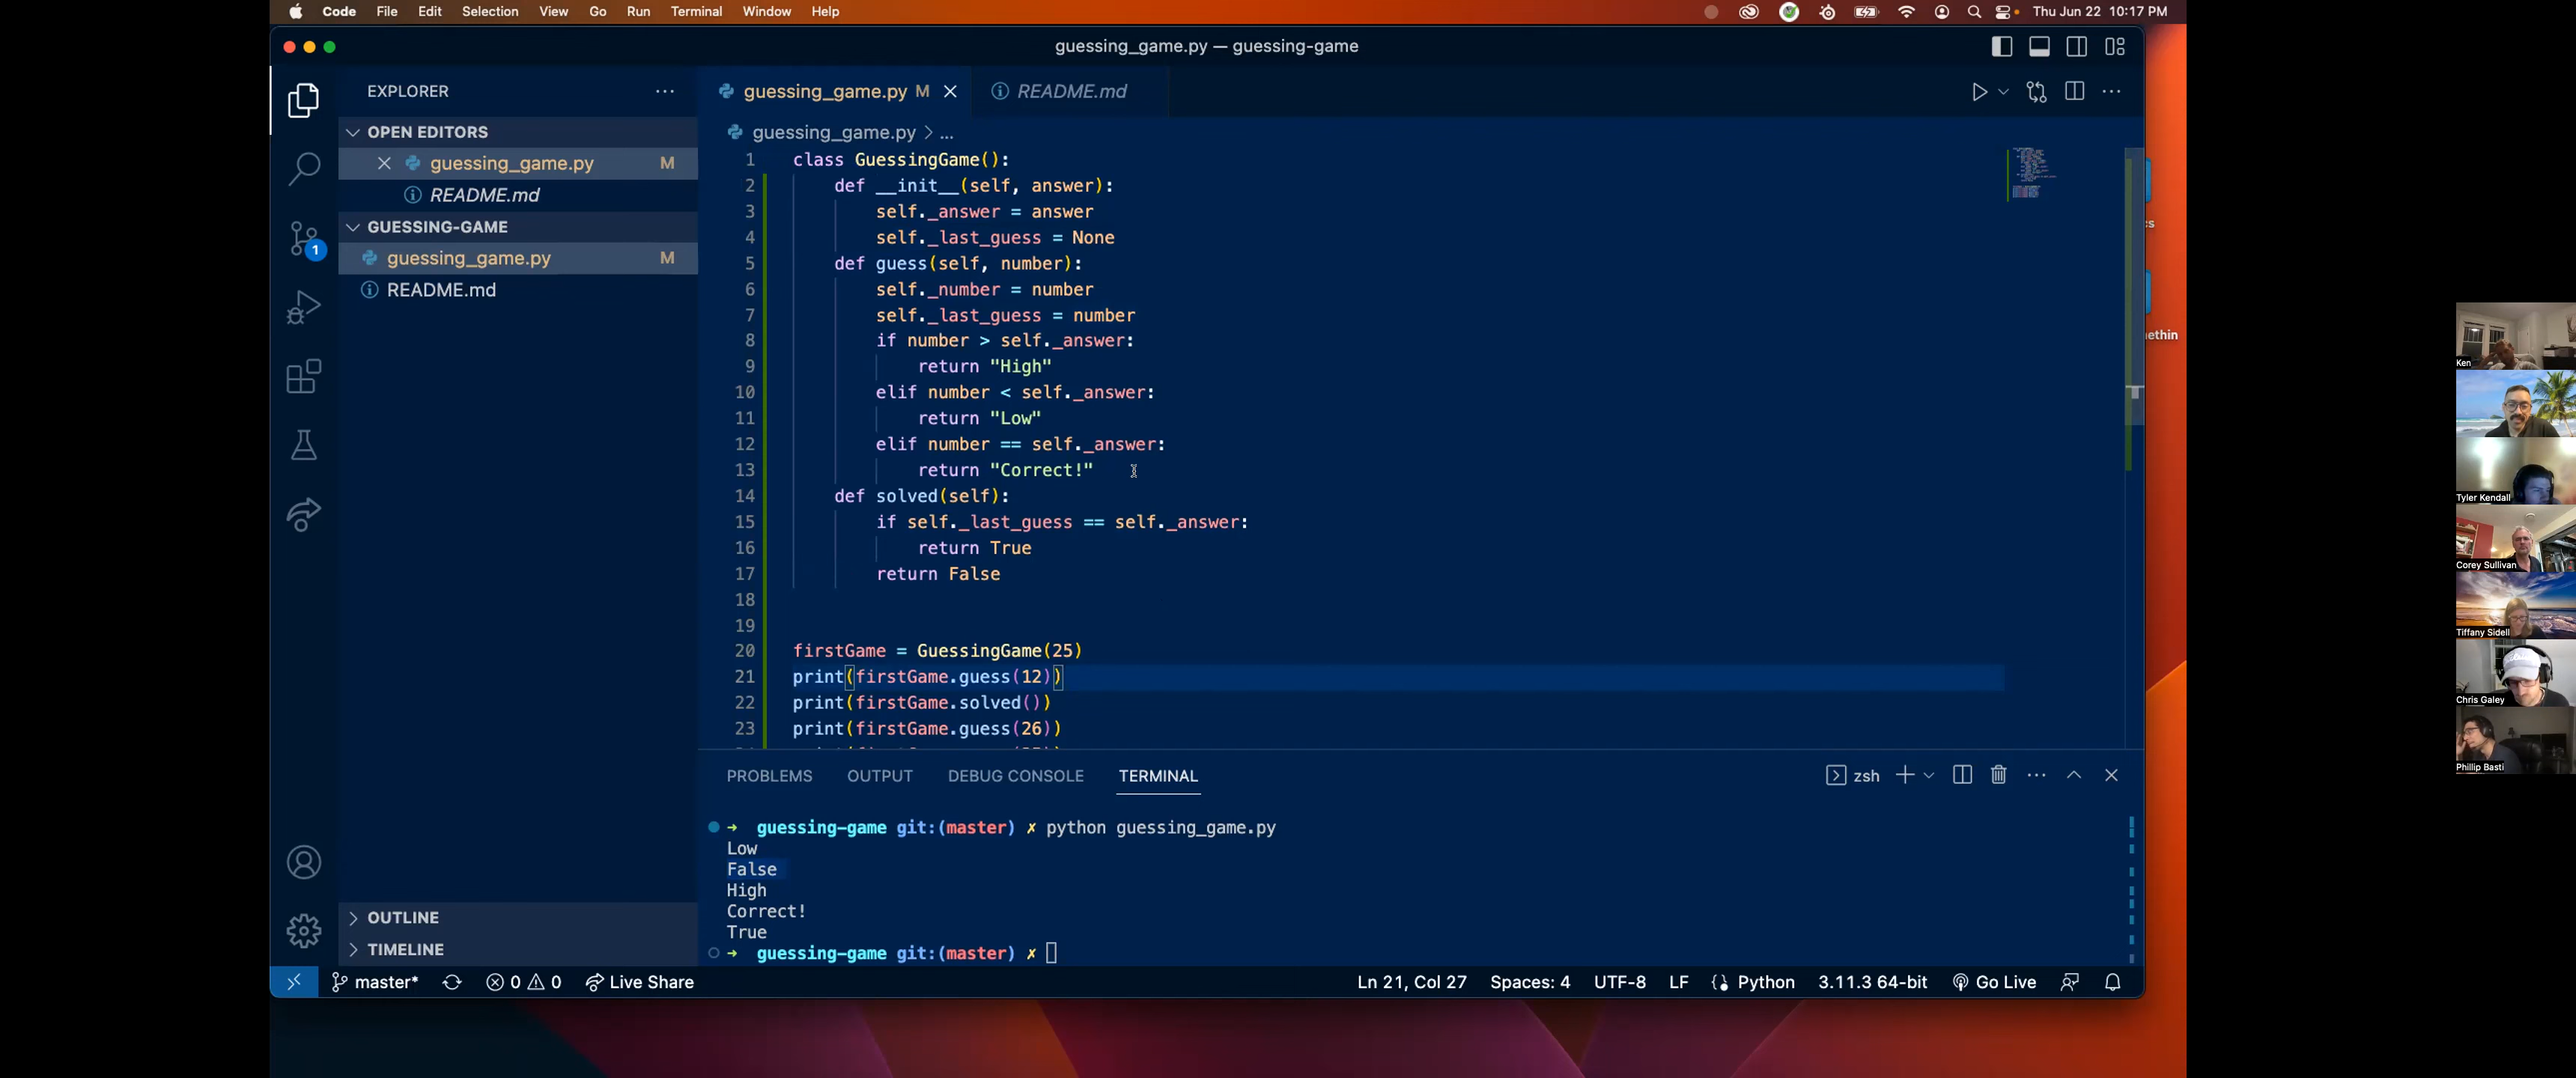 Code File Edit Selection View Go Run Terminal Window Help Thu Jun 22 10:17 PM
guessing_game.py — guessing-game
EXPLORER
OPEN EDITORS
guessing_game.py M
README.md
GUESSING-GAME
guessing_game.py M
README.md
1
OUTLINE
TIMELINE
guessing_game.py M README.md
guessing_game.py > ...
1 class GuessingGame():
2 def __init__(self, answer):
3 self._answer = answer
4 self._last_guess = None
5 def guess(self, number):
6 self._number = number
7 self._last_guess = number
8 if number > self._answer:
9 return "High"
10 elif number < self._answer:
11 return "Low"
12 elif number == self._answer:
13 return "Correct!"
14 def solved(self):
15 if self._last_guess == self._answer:
16 return True
17 return False
18
19
20 firstGame = GuessingGame(25)
21 print(firstGame.guess(12))
22 print(firstGame.solved())
23 print(firstGame.guess(26))
PROBLEMS OUTPUT DEBUG CONSOLE TERMINAL zsh
→ guessing-game git:(master) ✗ python guessing_game.py
Low
False
High
Correct!
True
→ guessing-game git:(master) ✗
master* 0 0 Live Share Ln 21, Col 27 Spaces: 4 UTF-8 LF Python 3.11.3 64-bit Go Live
Ken
Tyler Kendall
Corey Sullivan
Tiffany Sidell
Chris Galey
Phillip Basti